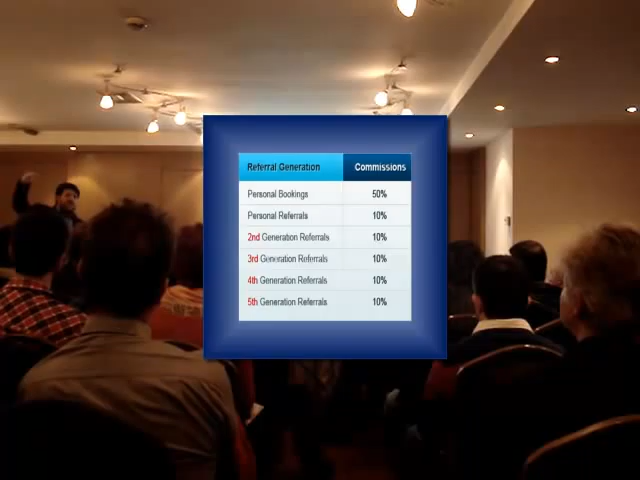 Referral Generation Commissions
Personal Bookings 50%
Personal Referrals 10%
2nd Generation Referrals 10%
3rd Generation Referrals 10%
4th Generation Referrals 10%
5th Generation Referrals 10%